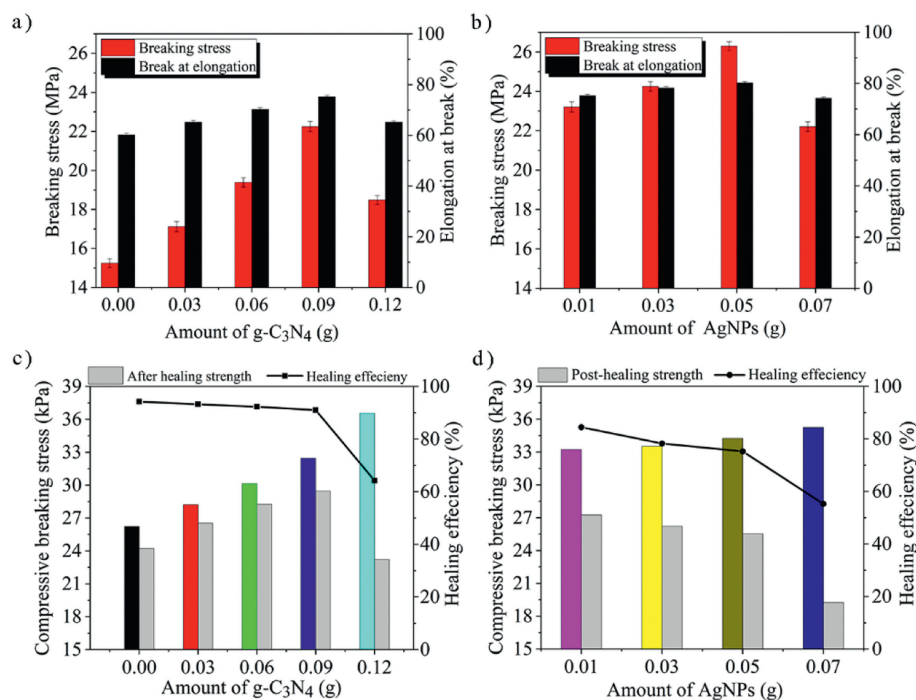 a)
Breaking stress
Break at elongation
Breaking stress (MPa)
26
24
22
20
18
16
14
Elongation at break (%)
100
80
60
40
20
0
0.00 0.03 0.06 0.09 0.12
Amount of g-C₃N₄ (g)
b)
Breaking stress
Break at elongation
Breaking stress (MPa)
26
24
22
20
18
16
14
Elongation at break (%)
100
80
60
40
20
0
0.01 0.03 0.05 0.07
Amount of AgNPs (g)
c)
After healing strength
Healing effecieny
Compressive breaking stress (kPa)
39
36
33
30
27
24
21
18
15
Healing effeciency (%)
100
80
60
40
20
0
0.00 0.03 0.06 0.09 0.12
Amount of g-C₃N₄ (g)
d)
Post-healing strength
Healing effeciency
Compressive breaking stress (kPa)
39
36
33
30
27
24
21
18
15
Healing effeciency (%)
100
80
60
40
20
0
0.01 0.03 0.05 0.07
Amount of AgNPs (g)